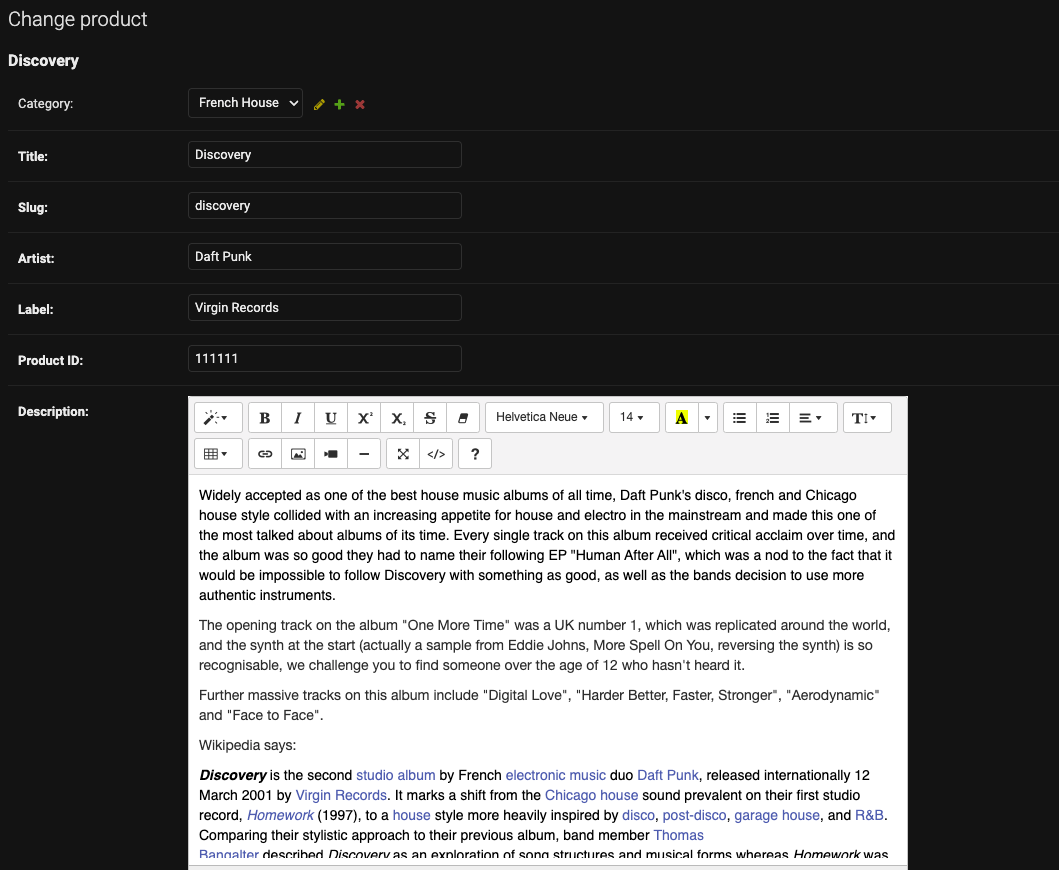 Change product
Discovery
Category:
French House
Title:
Discovery
Slug:
discovery
Artist:
Daft Punk
Label:
Virgin Records
Product ID:
111111
Description:
B I U X² X₂ S Helvetica Neue 14 A T
</> ?
Widely accepted as one of the best house music albums of all time, Daft Punk's disco, french and Chicago
house style collided with an increasing appetite for house and electro in the mainstream and made this one of
the most talked about albums of its time. Every single track on this album received critical acclaim over time, and
the album was so good they had to name their following EP "Human After All", which was a nod to the fact that it
would be impossible to follow Discovery with something as good, as well as the bands decision to use more
authentic instruments.
The opening track on the album "One More Time" was a UK number 1, which was replicated around the world,
and the synth at the start (actually a sample from Eddie Johns, More Spell On You, reversing the synth) is so
recognisable, we challenge you to find someone over the age of 12 who hasn't heard it.
Further massive tracks on this album include "Digital Love", "Harder Better, Faster, Stronger", "Aerodynamic"
and "Face to Face".
Wikipedia says:
Discovery is the second studio album by French electronic music duo Daft Punk, released internationally 12
March 2001 by Virgin Records. It marks a shift from the Chicago house sound prevalent on their first studio
record, Homework (1997), to a house style more heavily inspired by disco, post-disco, garage house, and R&B.
Comparing their stylistic approach to their previous album, band member Thomas
Bangalter described Discovery as an exploration of song structures and musical forms whereas Homework was